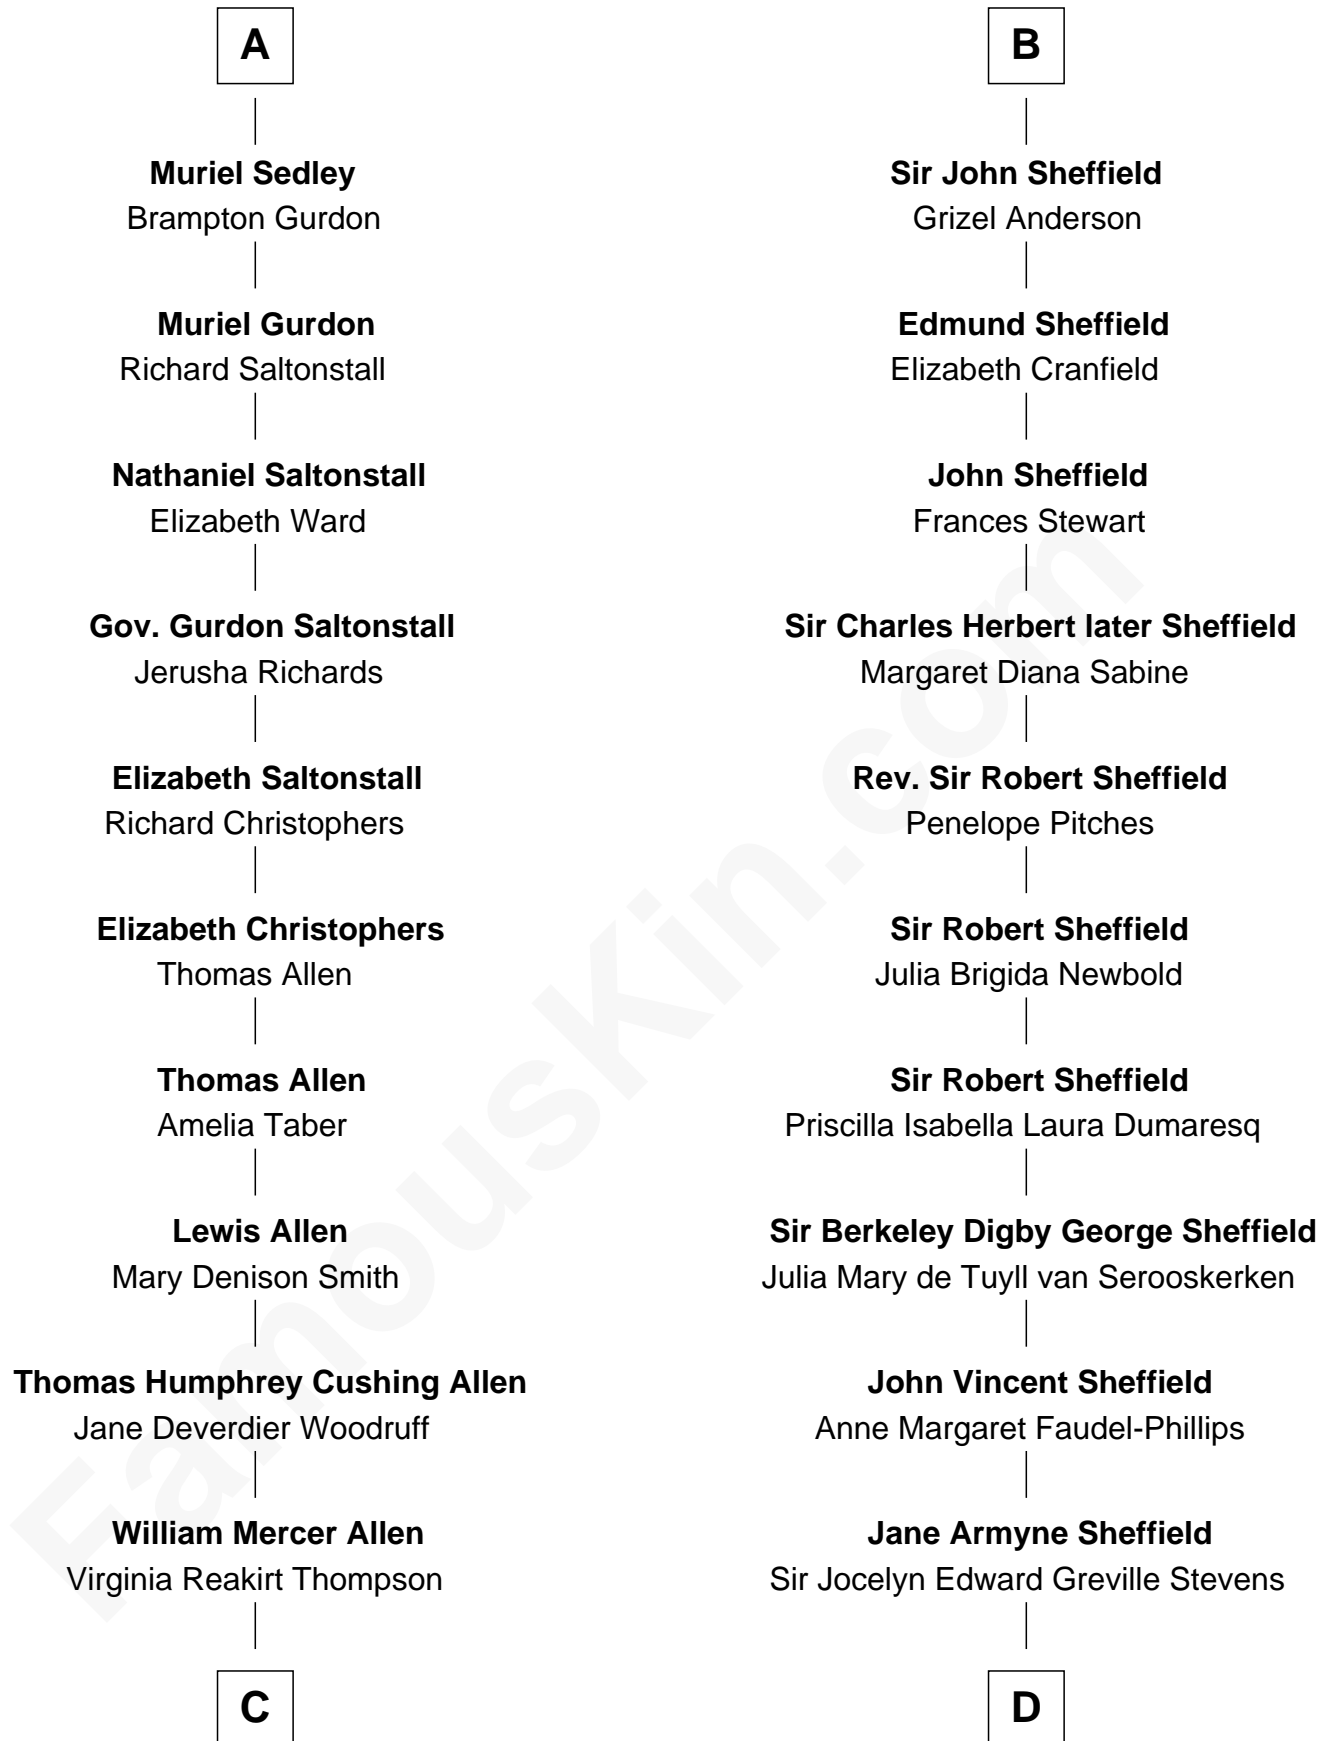 A
Muriel Sedley
Brampton Gurdon
Muriel Gurdon
Richard Saltonstall
Nathaniel Saltonstall
Elizabeth Ward
Gov. Gurdon Saltonstall
Jerusha Richards
Elizabeth Saltonstall
Richard Christophers
Elizabeth Christophers
Thomas Allen
Thomas Allen
Amelia Taber
Lewis Allen
Mary Denison Smith
Thomas Humphrey Cushing Allen
Jane Deverdier Woodruff
William Mercer Allen
Virginia Reakirt Thompson
C
B
Sir John Sheffield
Grizel Anderson
Edmund Sheffield
Elizabeth Cranfield
John Sheffield
Frances Stewart
Sir Charles Herbert later Sheffield
Margaret Diana Sabine
Rev. Sir Robert Sheffield
Penelope Pitches
Sir Robert Sheffield
Julia Brigida Newbold
Sir Robert Sheffield
Priscilla Isabella Laura Dumaresq
Sir Berkeley Digby George Sheffield
Julia Mary de Tuyll van Serooskerken
John Vincent Sheffield
Anne Margaret Faudel-Phillips
Jane Armyne Sheffield
Sir Jocelyn Edward Greville Stevens
D
FamousKin.com